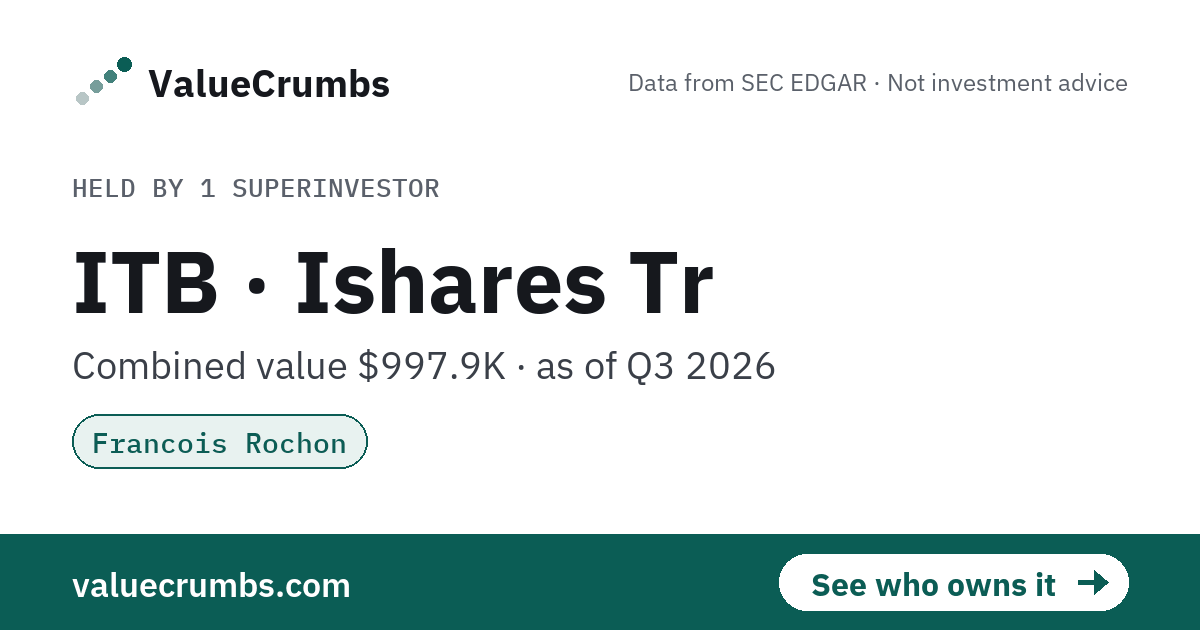 ValueCrumbs
Data from SEC EDGAR · Not investment advice
HELD BY 1 SUPERINVESTOR
ITB · Ishares Tr
Combined value $997.9K · as of Q3 2026
Francois Rochon
valuecrumbs.com
See who owns it →